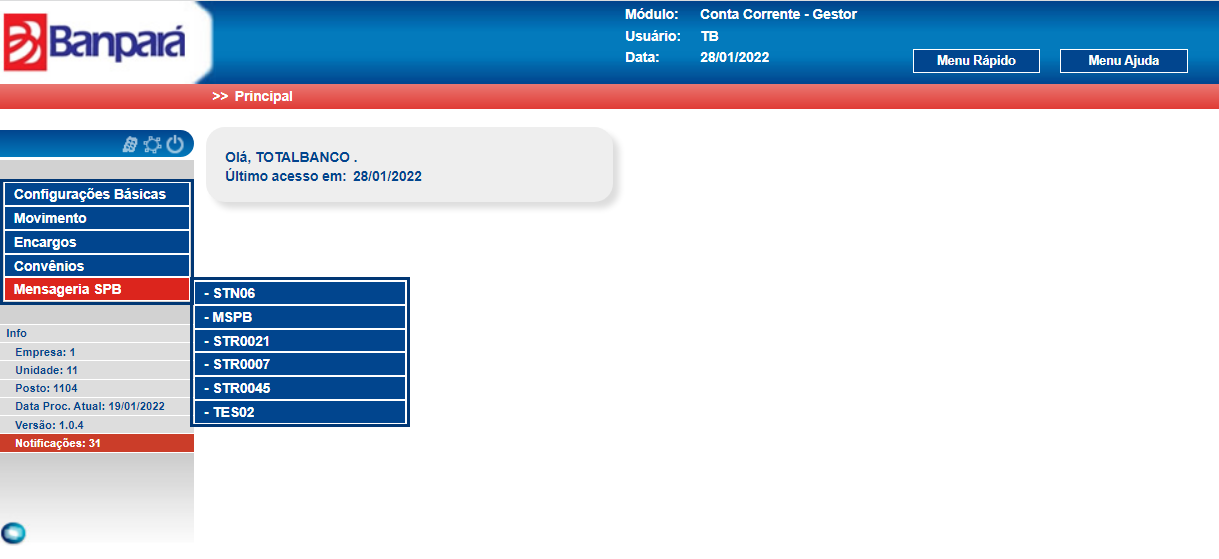 Banpará
Módulo: Conta Corrente - Gestor
Usuário: TB
Data: 28/01/2022
Menu Rápido Menu Ajuda
>> Principal
Olá, TOTALBANCO .
Último acesso em: 28/01/2022
Configurações Básicas
Movimento
Encargos
Convênios
Mensageria SPB
- STN06
- MSPB
- STR0021
- STR0007
- STR0045
- TES02
Info
Empresa: 1
Unidade: 11
Posto: 1104
Data Proc. Atual: 19/01/2022
Versão: 1.0.4
Notificações: 31